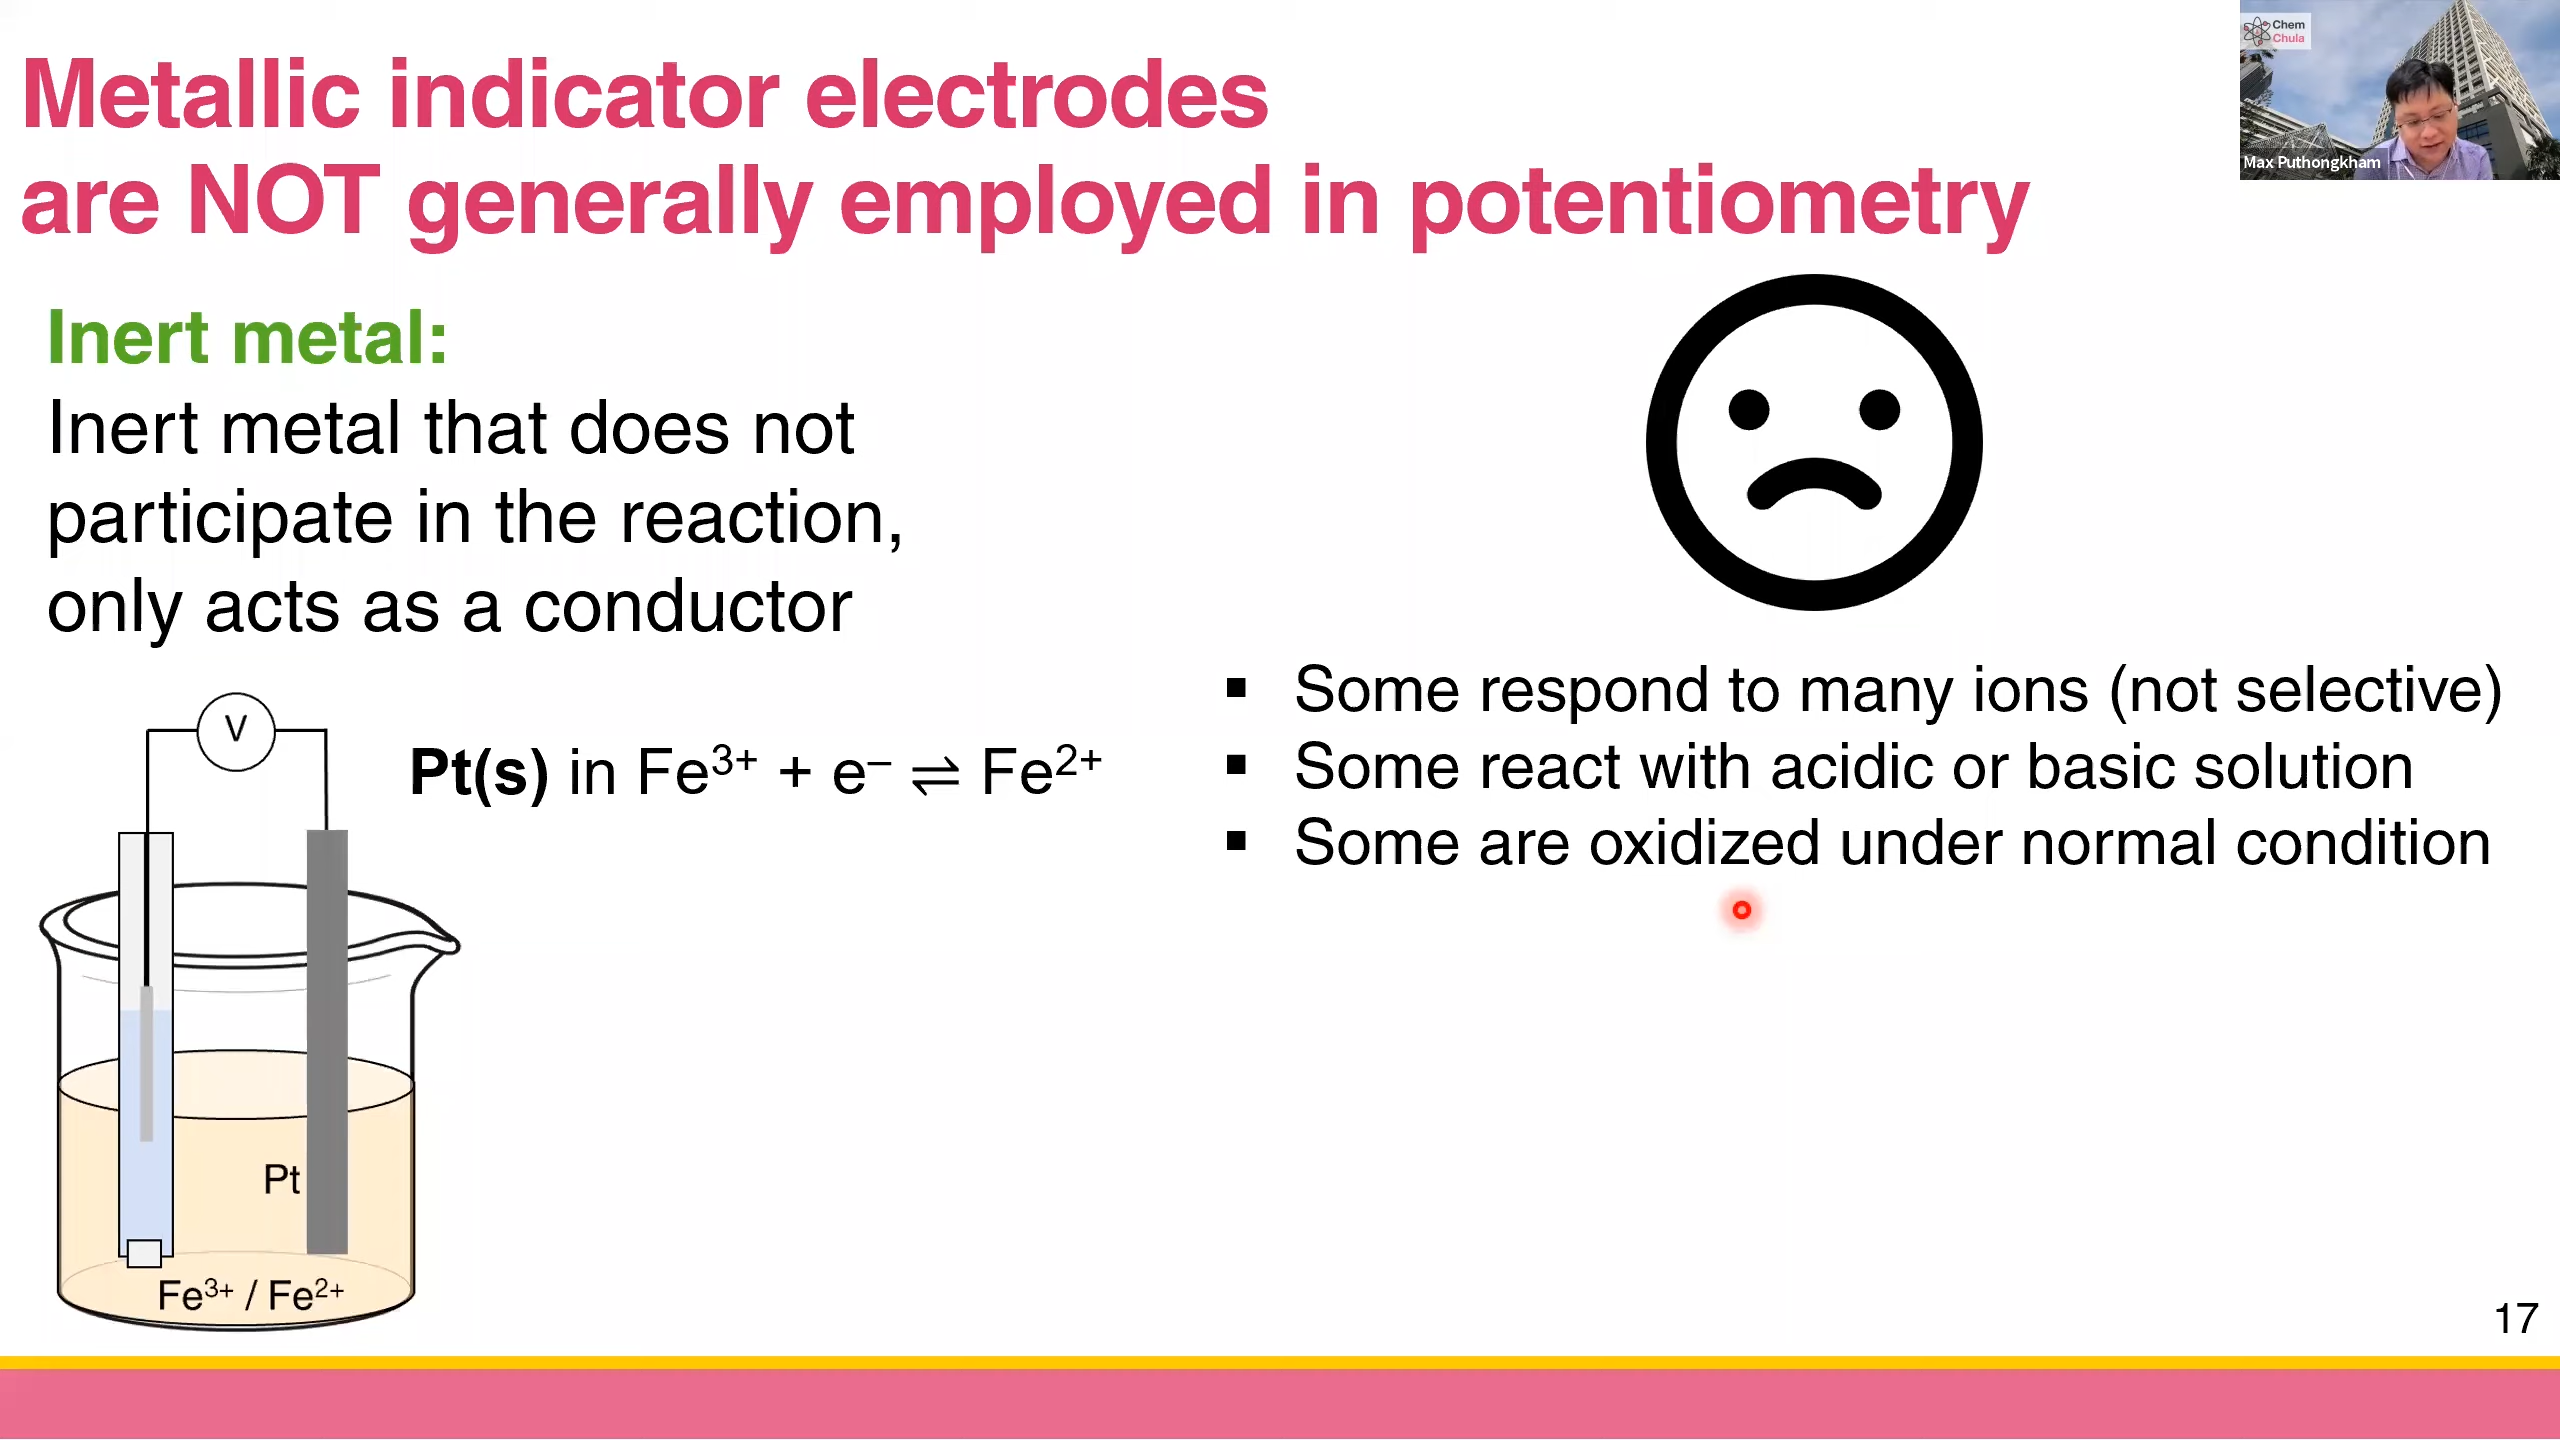 Metallic indicator electrodes
are NOT generally employed in potentiometry
Chem
Chula
Max Puthongkham
Inert metal:
Inert metal that does not
participate in the reaction,
only acts as a conductor
V
Pt(s) in Fe³⁺ + e⁻ ⇌ Fe²⁺
▪ Some respond to many ions (not selective)
▪ Some react with acidic or basic solution
▪ Some are oxidized under normal condition
Pt
Fe³⁺ / Fe²⁺
17